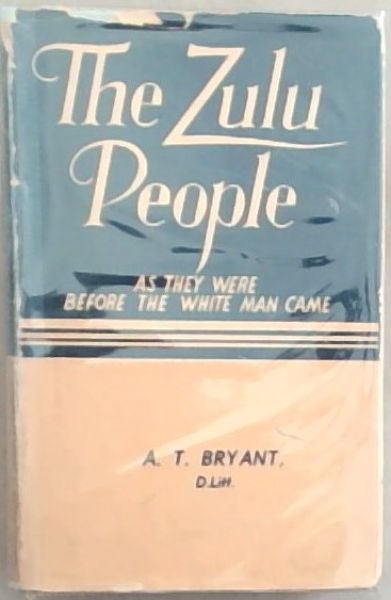 The Zulu
People
AS THEY WERE
BEFORE THE WHITE MAN CAME
A. T. BRYANT,
D.Litt.